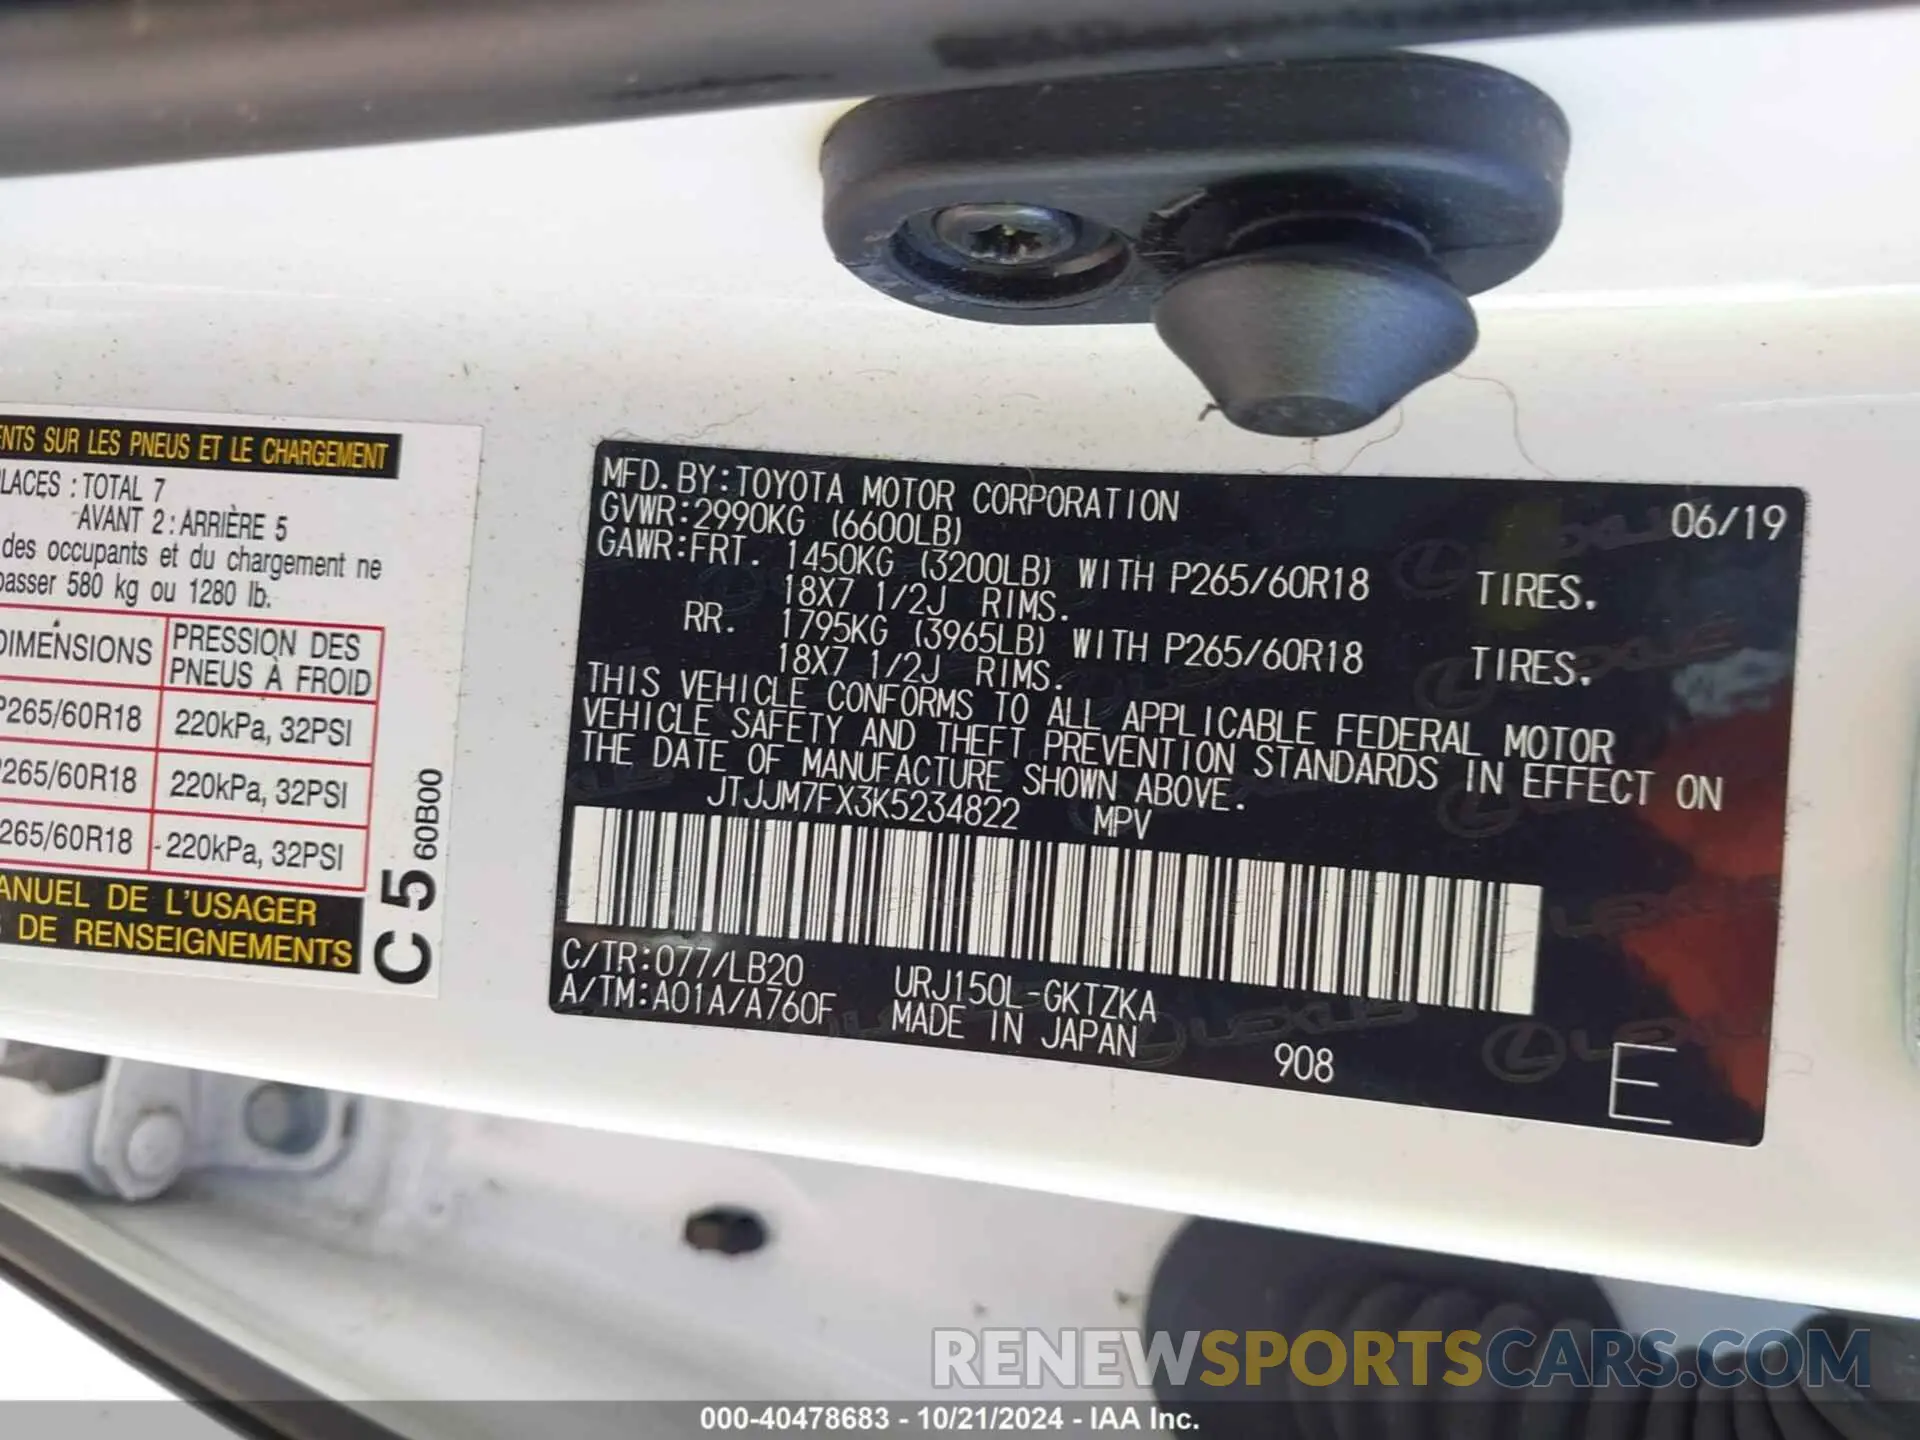 SUR LES PNEUS ET LE CHARGEMENT
TOTAL 7
AVANT 2 : ARRIÈRE 5
des occupants et du chargement ne
580 kg ou 1280 lb.
DIMENSIONS PRESSION DES
PNEUS À FROID
P265/60R18 220kPa, 32PSI
265/60R18 220kPa, 32PSI
265/60R18 220kPa, 32PSI
DE L'USAGER
DE RENSEIGNEMENTS
C 5 60B00
MFD. BY: TOYOTA MOTOR CORPORATION 06/19
GVWR: 2990KG (6600LB)
GAWR: FRT. 1450KG (3200LB) WITH P265/60R18 TIRES.
18X7 1/2J RIMS.
RR. 1795KG (3965LB) WITH P265/60R18 TIRES.
18X7 1/2J RIMS.
THIS VEHICLE CONFORMS TO ALL APPLICABLE FEDERAL MOTOR
VEHICLE SAFETY AND THEFT PREVENTION STANDARDS IN EFFECT ON
THE DATE OF MANUFACTURE SHOWN ABOVE.
JTJJM7FX3K5234822 MPV
C/TR: 077/LB20 URJ150L-GKTZKA
A/TM: A01A/A760F MADE IN JAPAN
908 E
RENEWSPORTSCARS.COM
000-40478683 - 10/21/2024 - IAA Inc.